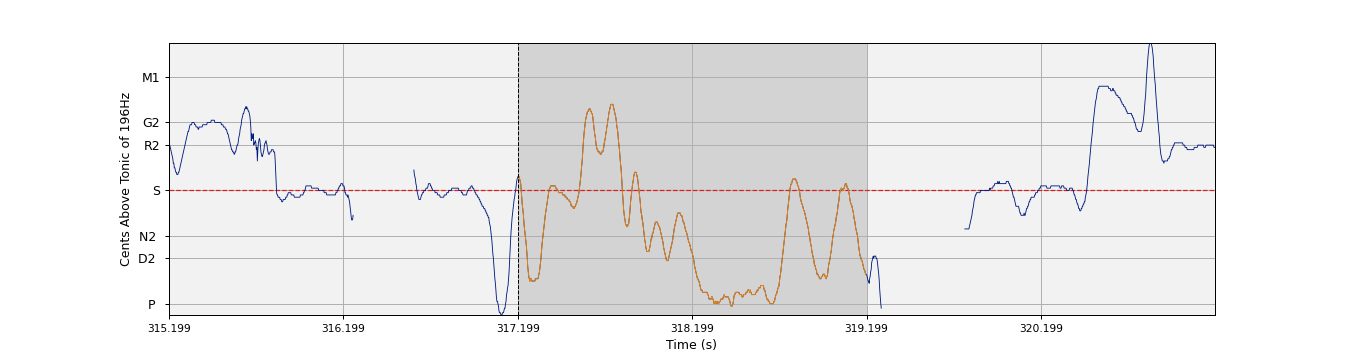 Cents Above Tonic of 196Hz
M1
G2
R2
S
N2
D2
P
315.199 316.199 317.199 318.199 319.199 320.199
Time (s)